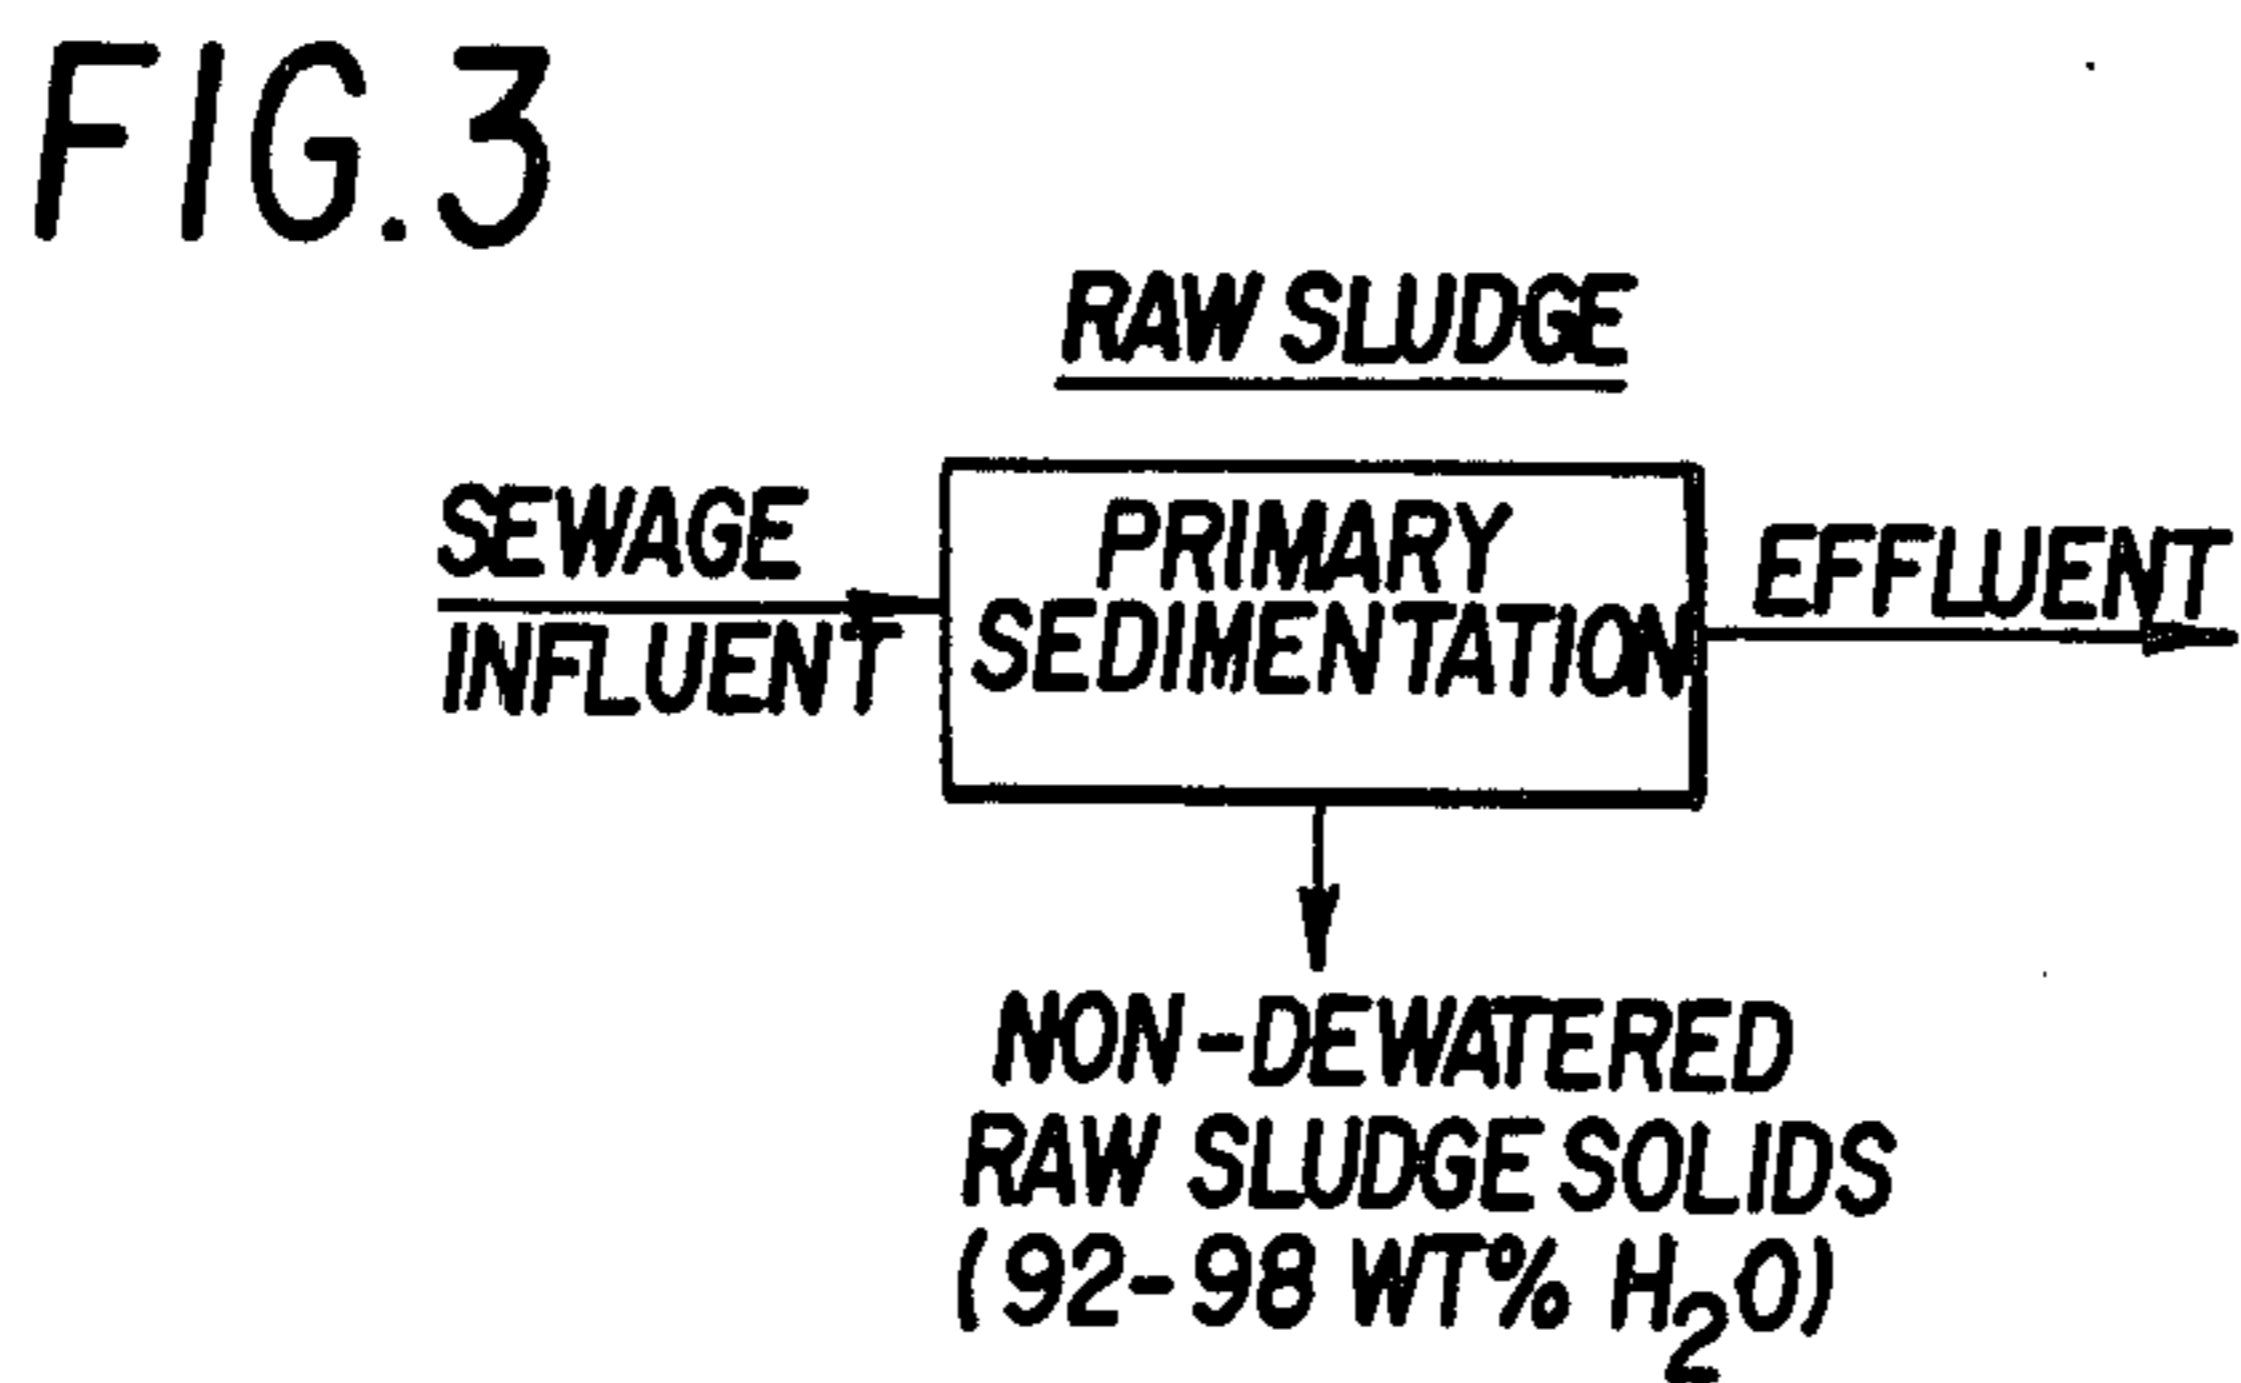 FIG.3
RAW SLUDGE
SEWAGE
INFLUENT
PRIMARY
SEDIMENTATION
EFFLUENT
NON-DEWATERED
RAW SLUDGE SOLIDS
(92-98 WT% H₂O)